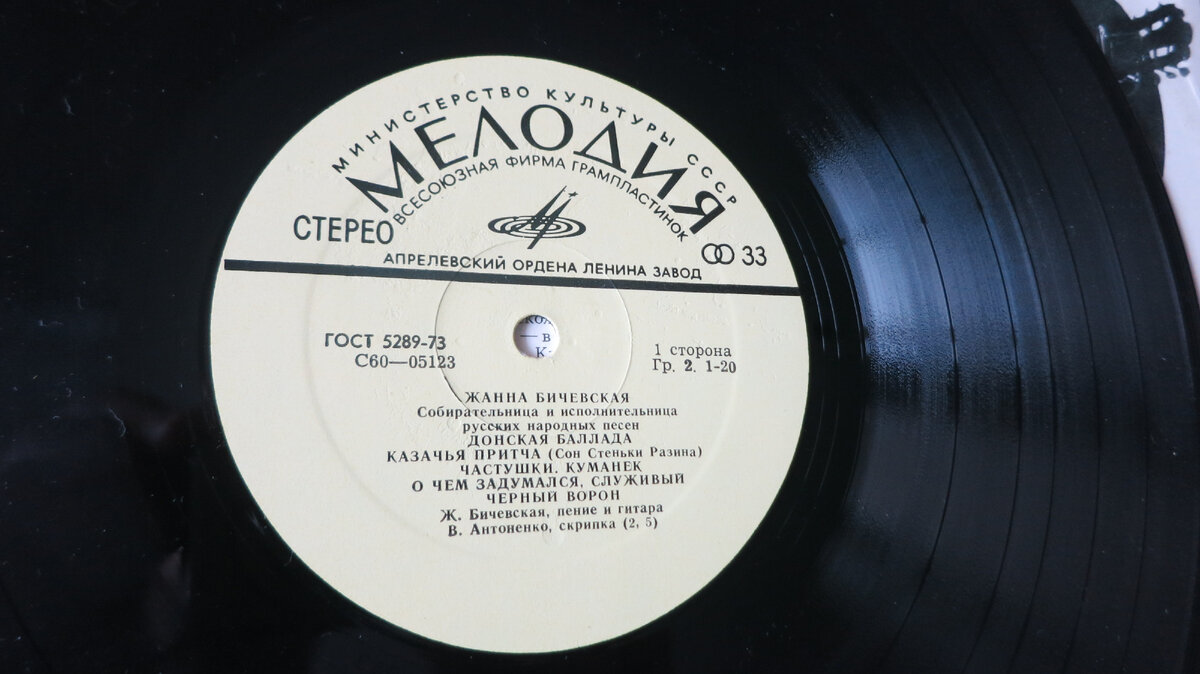 МИНИСТЕРСТВО КУЛЬТУРЫ СССР
МЕЛОДИЯ
ВСЕСОЮЗНАЯ ФИРМА ГРАМПЛАСТИНОК
СТЕРЕО
33
АПРЕЛЕВСКИЙ ОРДЕНА ЛЕНИНА ЗАВОД
ГОСТ 5289-73
С60—05123
1 сторона
Гр. 2. 1-20
ЖАННА БИЧЕВСКАЯ
Собирательница и исполнительница
русских народных песен
ДОНСКАЯ БАЛЛАДА
КАЗАЧЬЯ ПРИТЧА (Сон Стеньки Разина)
ЧАСТУШКИ. КУМАНЕК
О ЧЕМ ЗАДУМАЛСЯ, СЛУЖИВЫЙ
ЧЕРНЫЙ ВОРОН
Ж. Бичевская, пение и гитара
В. Антоненко, скрипка (2, 5)